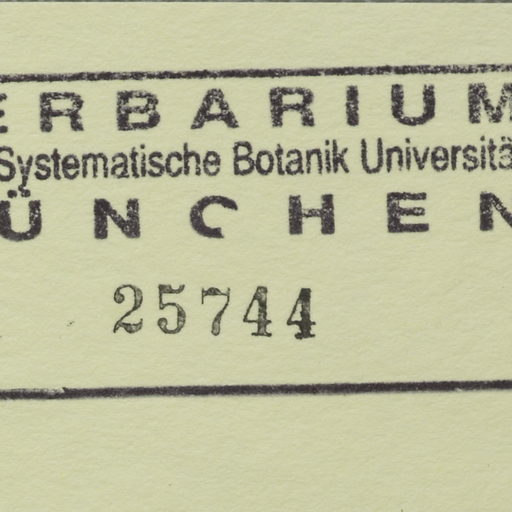 ERBARIUM
Systematische Botanik Universitä
ÜNCHEN
25744